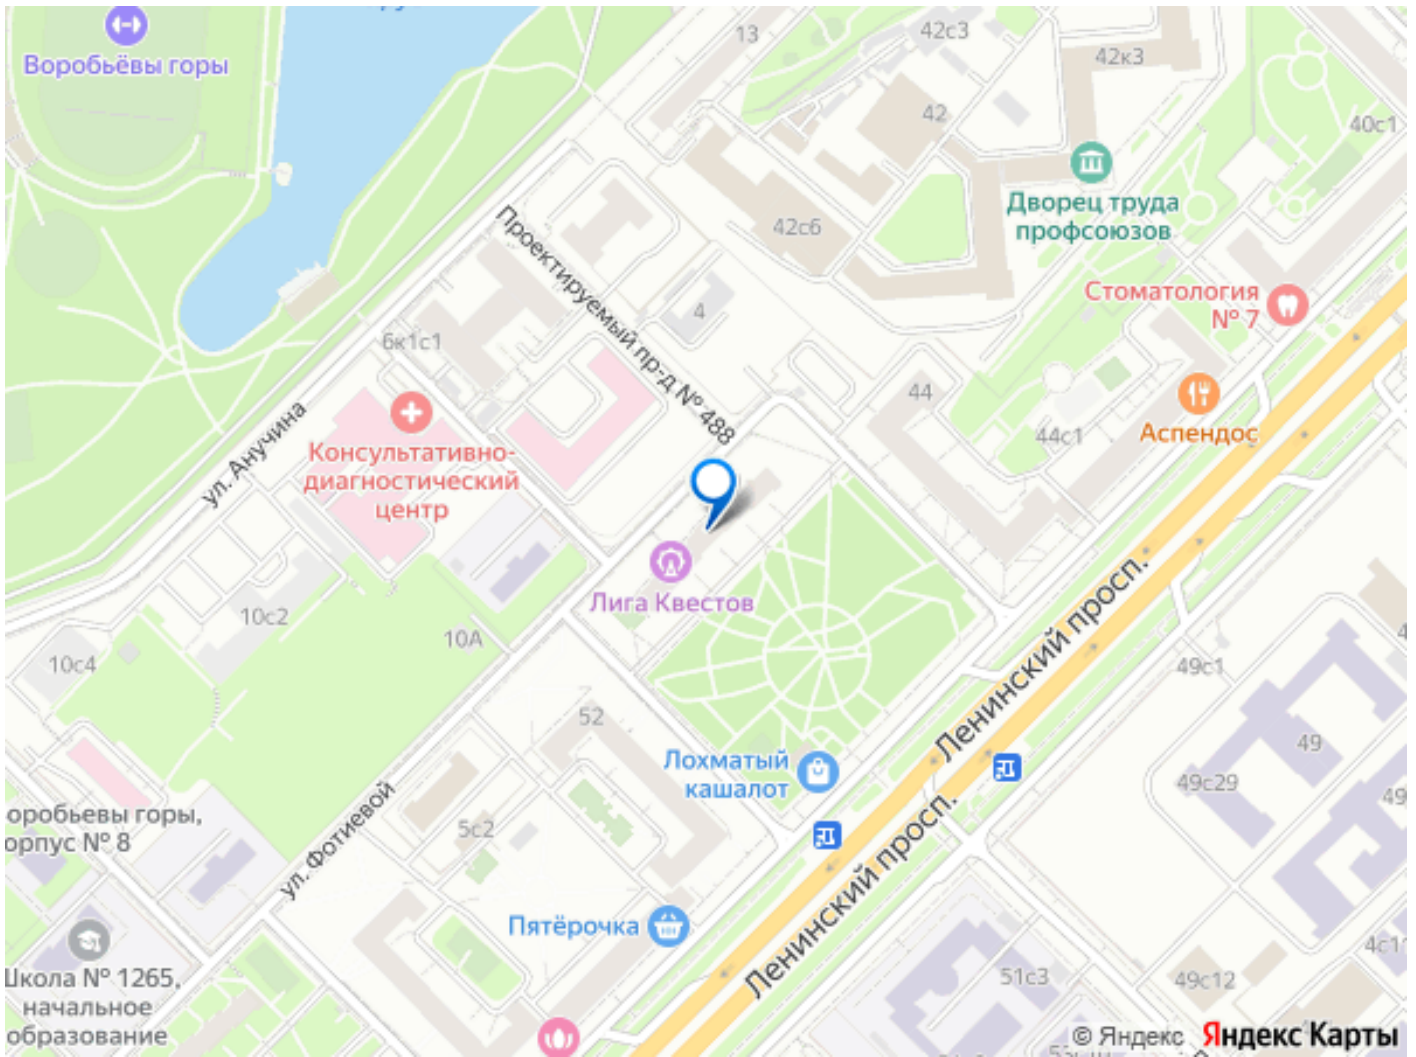 Воробьёвы горы
13
42с3
42к3
42
40с1
Дворец труда
профсоюзов
42с6
Проектируемый пр-д № 488
Стоматология
№ 7
4
6к1с1
44
Аспендос
44с1
ул. Анучина
Консультативно-
диагностический
центр
Лига Квестов
10с2
10А
10с4
Ленинский просп.
49с1
52
49
Лохматый
кашалот
49с29
49
оробьевы горы,
орпус № 8
5с2
ул. Фотиевой
Ленинский просп.
Пятёрочка
4с11
Школа № 1265,
начальное
образование
51с3
49с12
© Яндекс Яндекс Карты